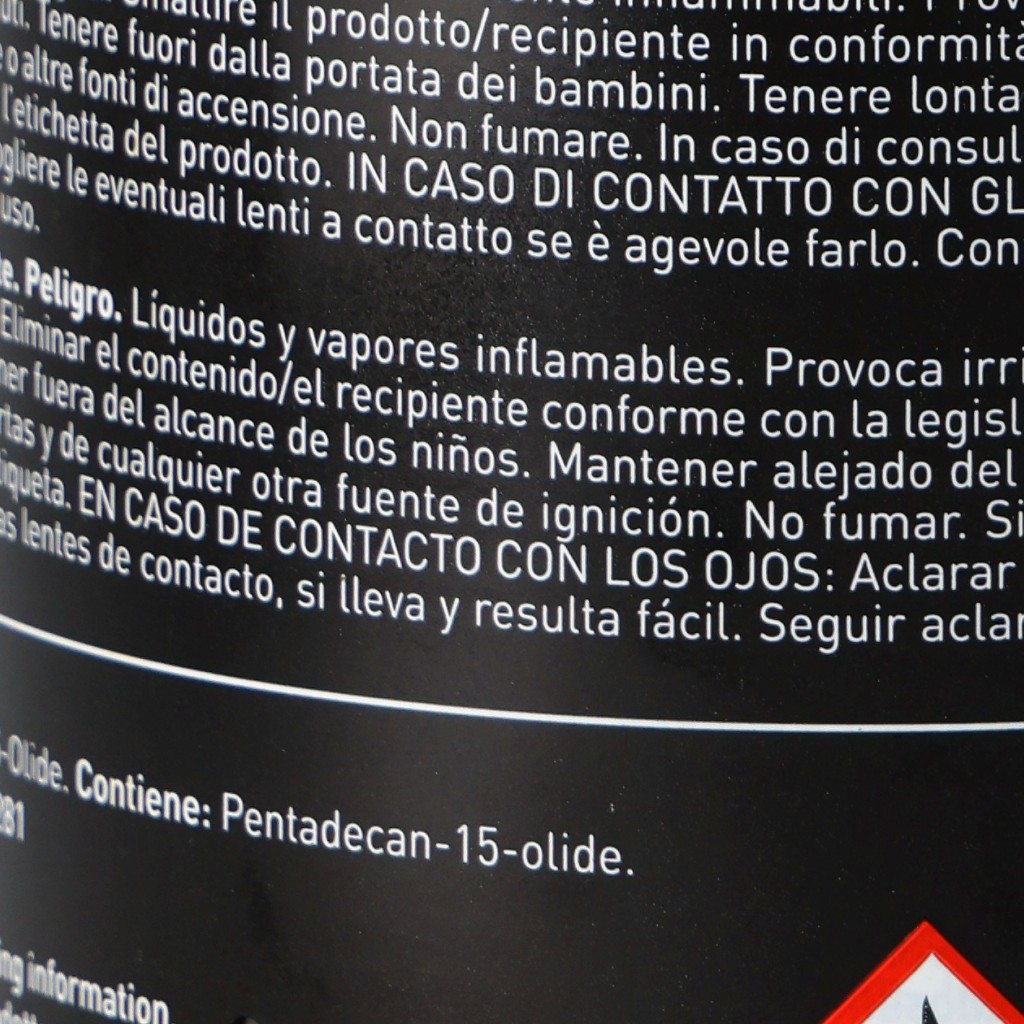 il prodotto/recipiente in conformità
Tenere fuori dalla portata dei bambini. Tenere lonta
o altre fonti di accensione. Non fumare. In caso di consul
l'etichetta del prodotto. IN CASO DI CONTATTO CON GL
ogliere le eventuali lenti a contatto se è agevole farlo. Con
uso.
e. Peligro. Líquidos y vapores inflamables. Provoca irri
Eliminar el contenido/el recipiente conforme con la legisl
ner fuera del alcance de los niños. Mantener alejado del
rtas y de cualquier otra fuente de ignición. No fumar. Si
tiqueta. EN CASO DE CONTACTO CON LOS OJOS: Aclarar
as lentes de contacto, si lleva y resulta fácil. Seguir aclar
-Olide. Contiene: Pentadecan-15-olide.
281
ng information